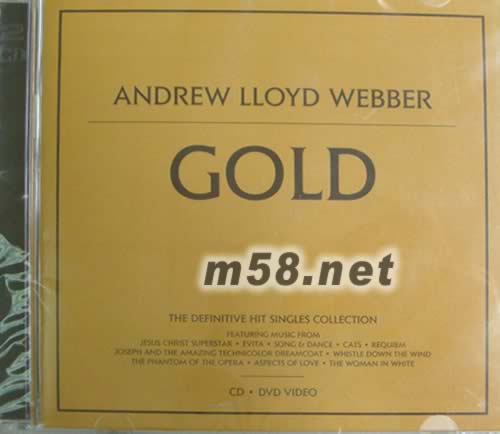 2
CD
ANDREW LLOYD WEBBER
GOLD
m58.net
THE DEFINITIVE HIT SINGLES COLLECTION
FEATURING MUSIC FROM
JESUS CHRIST SUPERSTAR • EVITA • SONG & DANCE • CATS • REQUIEM
JOSEPH AND THE AMAZING TECHNICOLOR DREAMCOAT • WHISTLE DOWN THE WIND
THE PHANTOM OF THE OPERA • ASPECTS OF LOVE • THE WOMAN IN WHITE
CD • DVD VIDEO